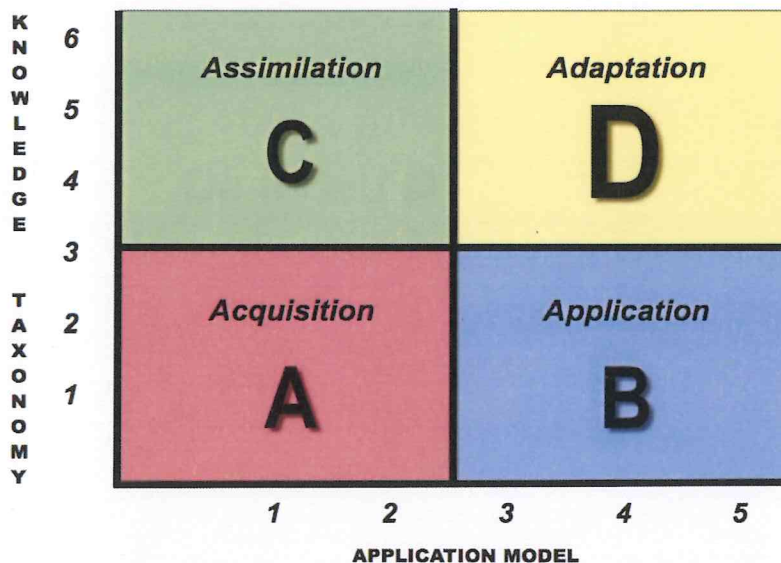 KNOWLEDGE TAXONOMY
6
5
4
3
2
1
Assimilation
C
Adaptation
D
Acquisition
A
Application
B
1 2 3 4 5
APPLICATION MODEL